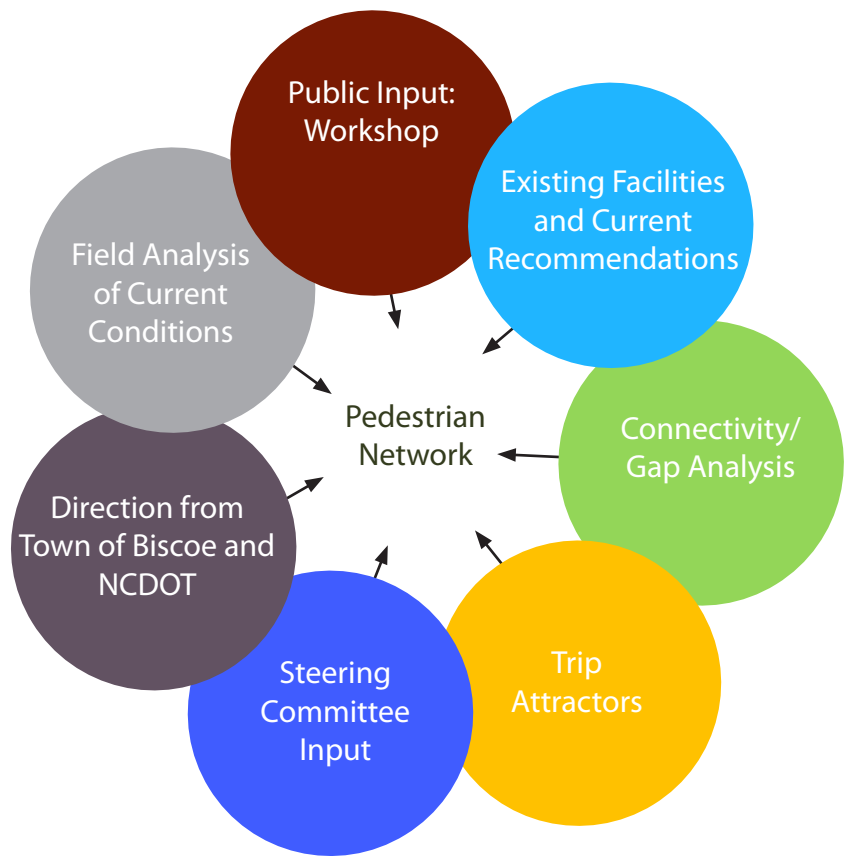 Public Input:
Workshop
Existing Facilities
and Current
Recommendations
Field Analysis
of Current
Conditions
Pedestrian
Network
Connectivity/
Gap Analysis
Direction from
Town of Biscoe and
NCDOT
Steering
Committee
Input
Trip
Attractors